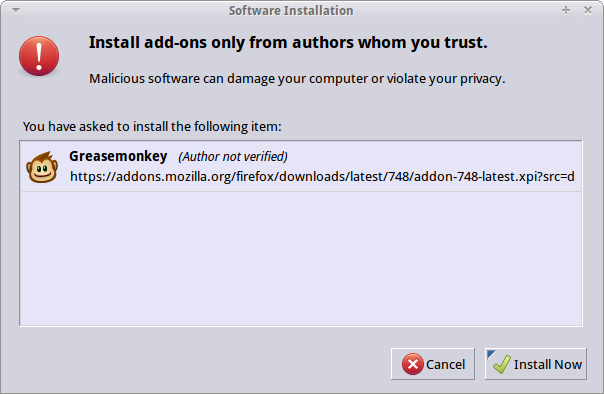 Software Installation
Install add-ons only from authors whom you trust.
Malicious software can damage your computer or violate your privacy.
You have asked to install the following item:
Greasemonkey (Author not verified)
https://addons.mozilla.org/firefox/downloads/latest/748/addon-748-latest.xpi?src=d
Cancel Install Now